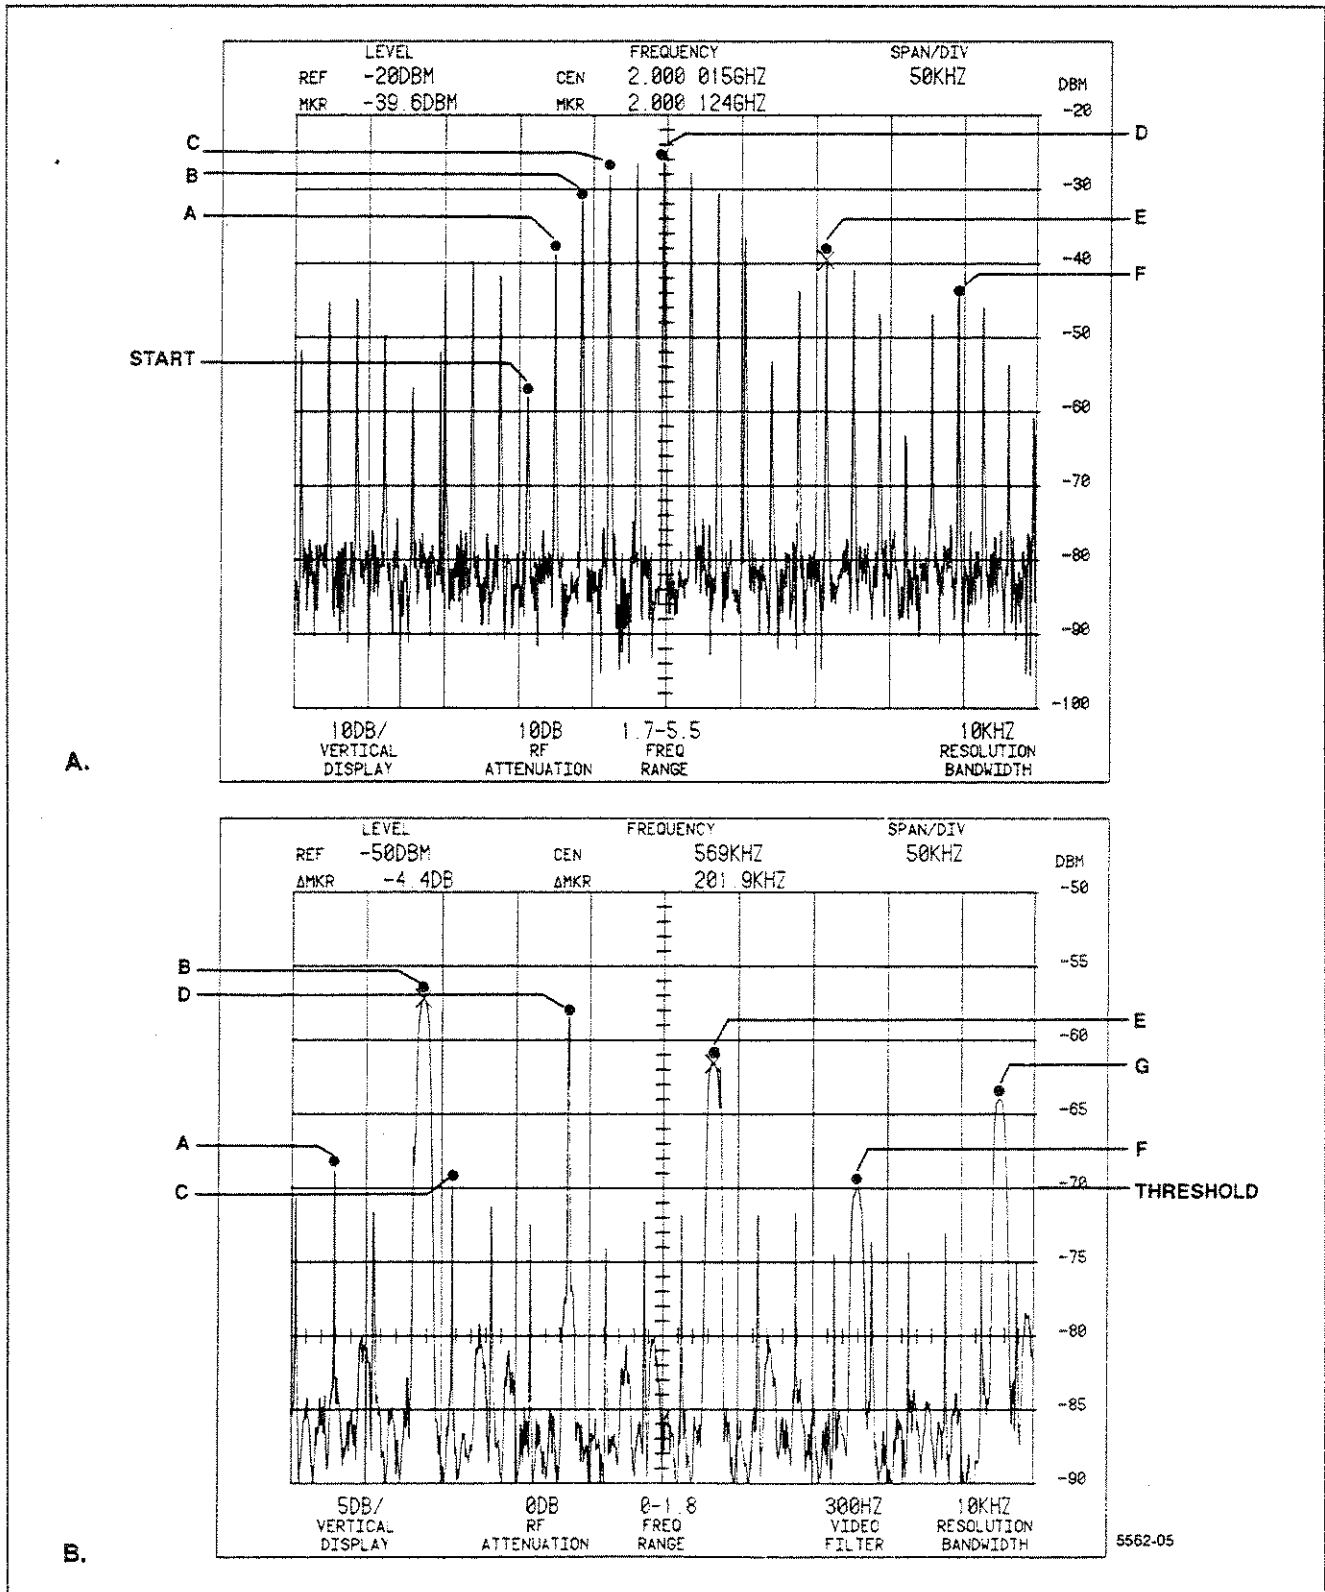 LEVEL FREQUENCY SPAN/DIV
REF -20DBM CEN 2.000 015GHZ 50KHZ DBM
MKR -39.6DBM MKR 2.000 124GHZ -20
C D
B -30
A E
-40
F
-50
START
-60
-70
-80
-90
-100
10DB/ 10DB 1.7-5.5 10KHZ
VERTICAL RF FREQ RESOLUTION
DISPLAY ATTENUATION RANGE BANDWIDTH
A.
LEVEL FREQUENCY SPAN/DIV
REF -50DBM CEN 569KHZ 50KHZ DBM
ΔMKR -4.4DB ΔMKR 201.9KHZ -50
B -55
D
E
-60
G
-65
A F
C -70 THRESHOLD
-75
-80
-85
-90
5DB/ 0DB 0-1.8 300HZ 10KHZ
VERTICAL RF FREQ VIDEO RESOLUTION
DISPLAY ATTENUATION RANGE FILTER BANDWIDTH
5562-05
B.